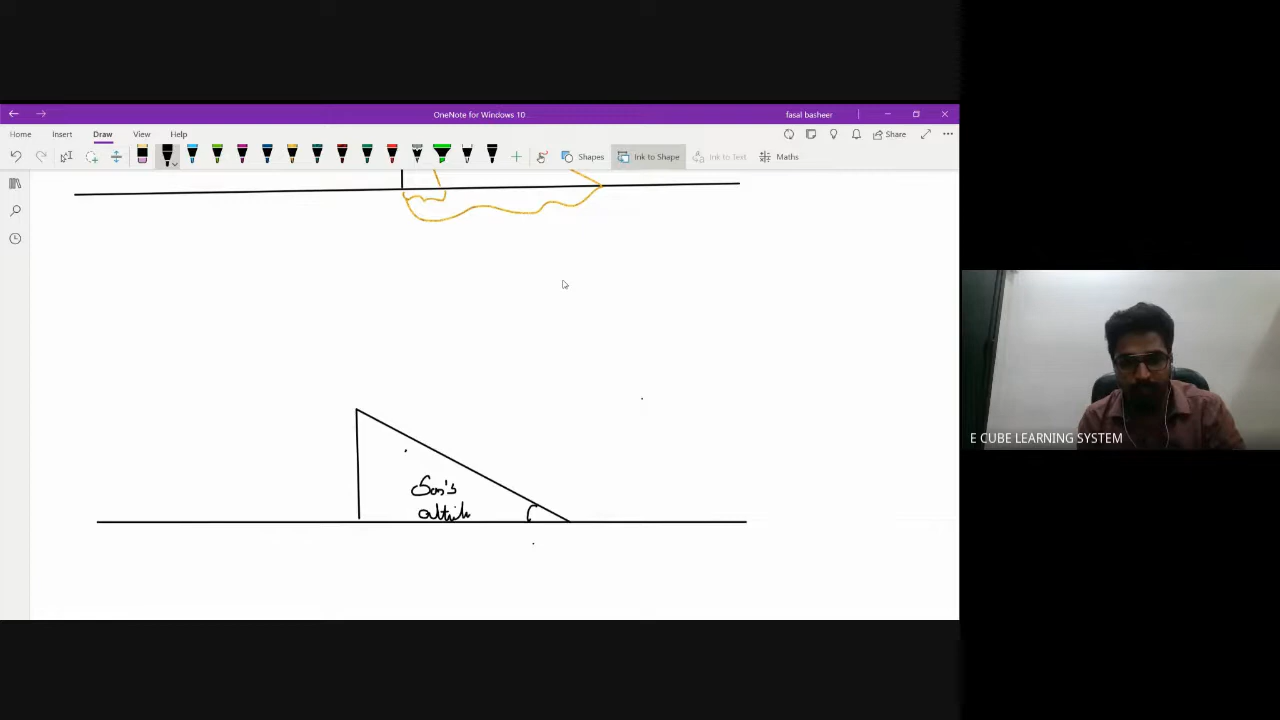 OneNote for Windows 10
fasal basheer
Home Insert Draw View Help
Share
Shapes
Ink to Shape
Ink to Text
Maths
Sun's
E CUBE LEARNING SYSTEM